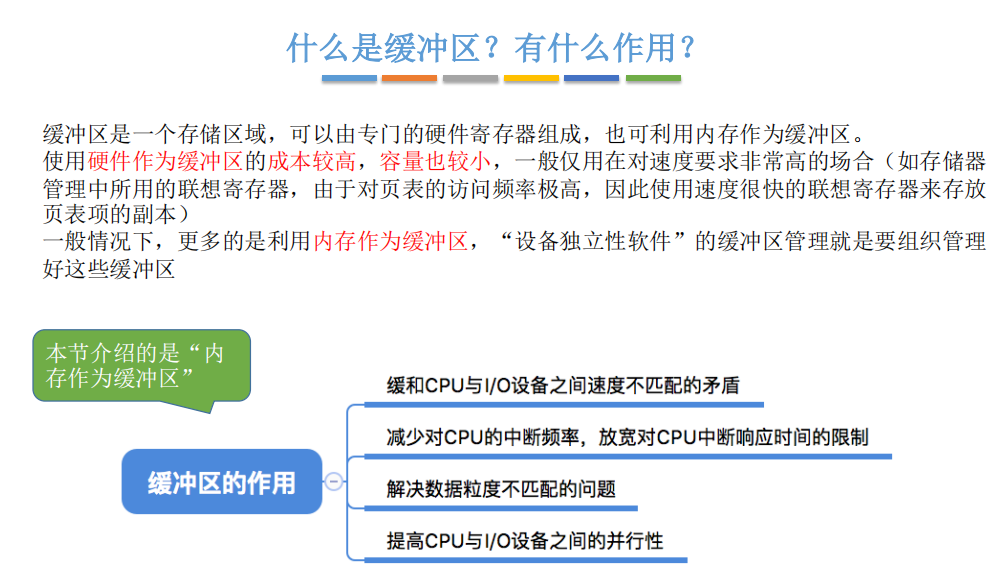 什么是缓冲区？有什么作用？
缓冲区是一个存储区域，可以由专门的硬件寄存器组成，也可利用内存作为缓冲区。
使用硬件作为缓冲区的成本较高，容量也较小，一般仅用在对速度要求非常高的场合（如存储器
管理中所用的联想寄存器，由于对页表的访问频率极高，因此使用速度很快的联想寄存器来存放
页表项的副本）
一般情况下，更多的是利用内存作为缓冲区，“设备独立性软件”的缓冲区管理就是要组织管理
好这些缓冲区
本节介绍的是“内
存作为缓冲区”
缓冲区的作用
缓和CPU与I/O设备之间速度不匹配的矛盾
减少对CPU的中断频率，放宽对CPU中断响应时间的限制
解决数据粒度不匹配的问题
提高CPU与I/O设备之间的并行性